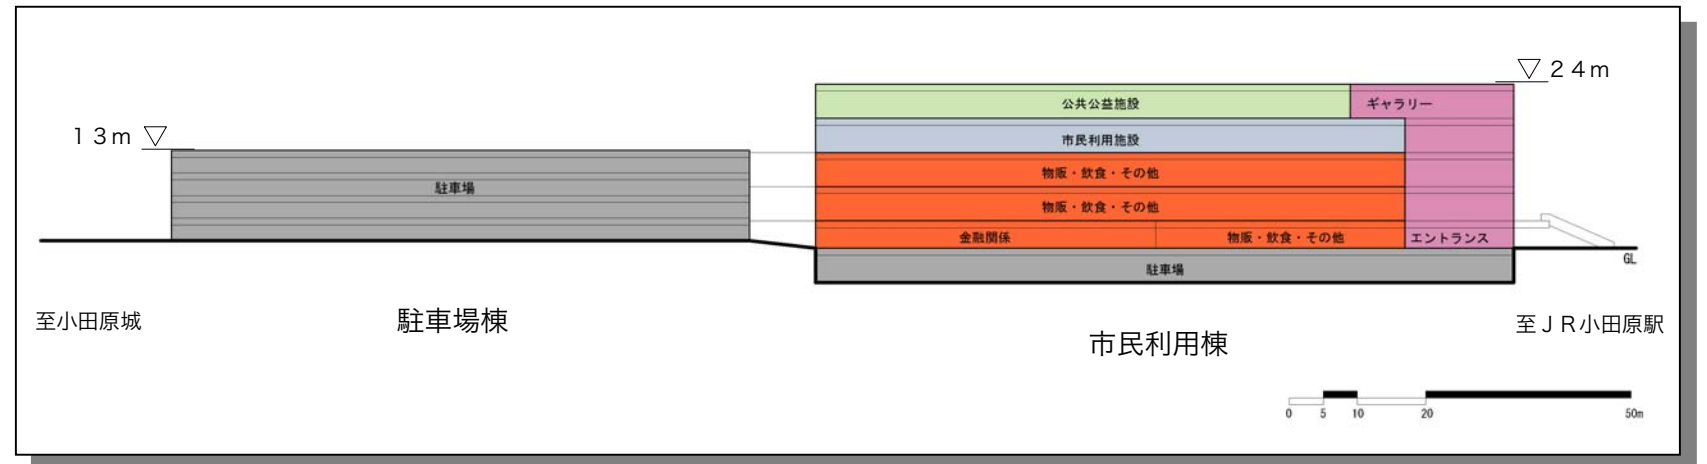 ▽２４m
公共公益施設
ギャラリー
１３m ▽
市民利用施設
物販・飲食・その他
駐車場
物販・飲食・その他
金融関係
物販・飲食・その他
エントランス
GL
駐車場
至小田原城
駐車場棟
至ＪＲ小田原駅
市民利用棟
0 5 10 20 50m